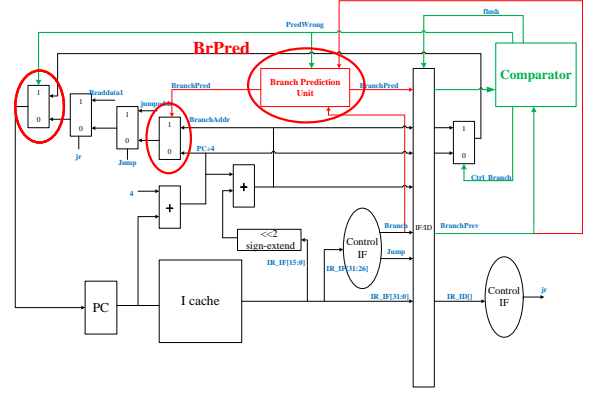 flush
PredWrong
BrPred
Comparator
Readdata1
BranchPred
Branch Prediction
Unit
BranchPred
jumpaddr
BranchAddr
1
0
1
0
1
0
1
0
1
0
jr
Jump
PC+4
Ctrl_Branch
4
+
+
<<2
sign-extend
Control
IF
Branch
Jump
IF/ID
BranchPrev
IR_IF[15:0]
IR_IF[31:26]
PC
I cache
IR_IF[31:0]
IR_ID[]
Control
IF
jr